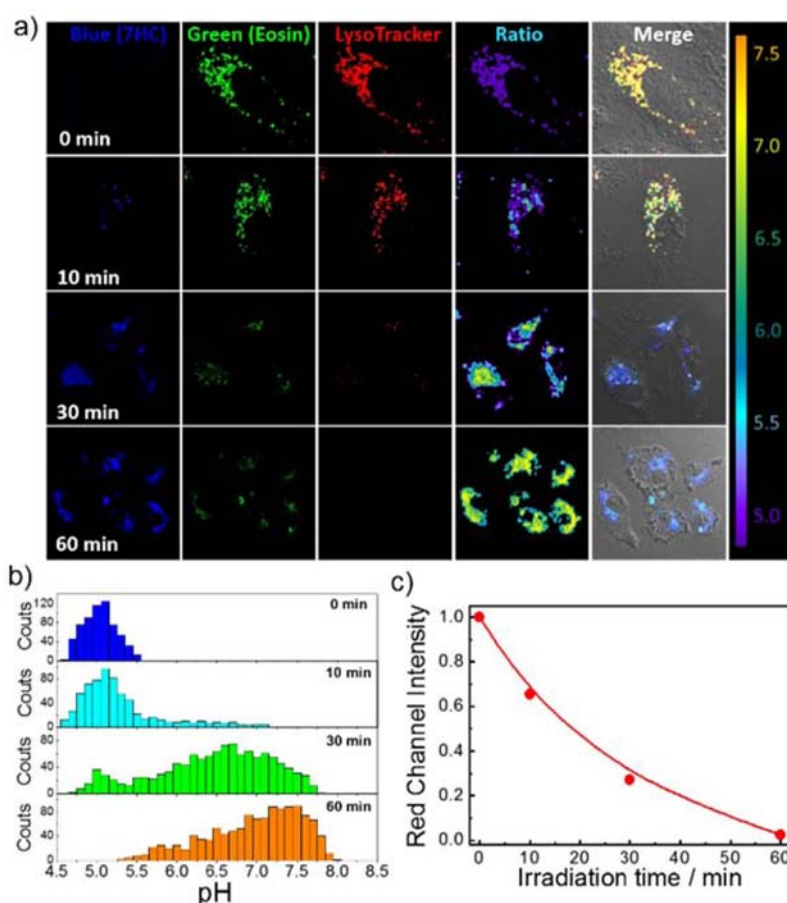 a)
Blue (7HC) Green (Eosin) LysoTracker Ratio Merge
0 min
10 min
30 min
60 min
7.5
7.0
6.5
6.0
5.5
5.0
b)
Couts
120
80
40
0
0 min
Couts
80
40
0
10 min
Couts
80
40
0
30 min
Couts
80
40
0
60 min
4.5 5.0 5.5 6.0 6.5 7.0 7.5 8.0 8.5
pH
c)
Red Channel Intensity
1.0
0.8
0.6
0.4
0.2
0.0
0 10 20 30 40 50 60
Irradiation time / min